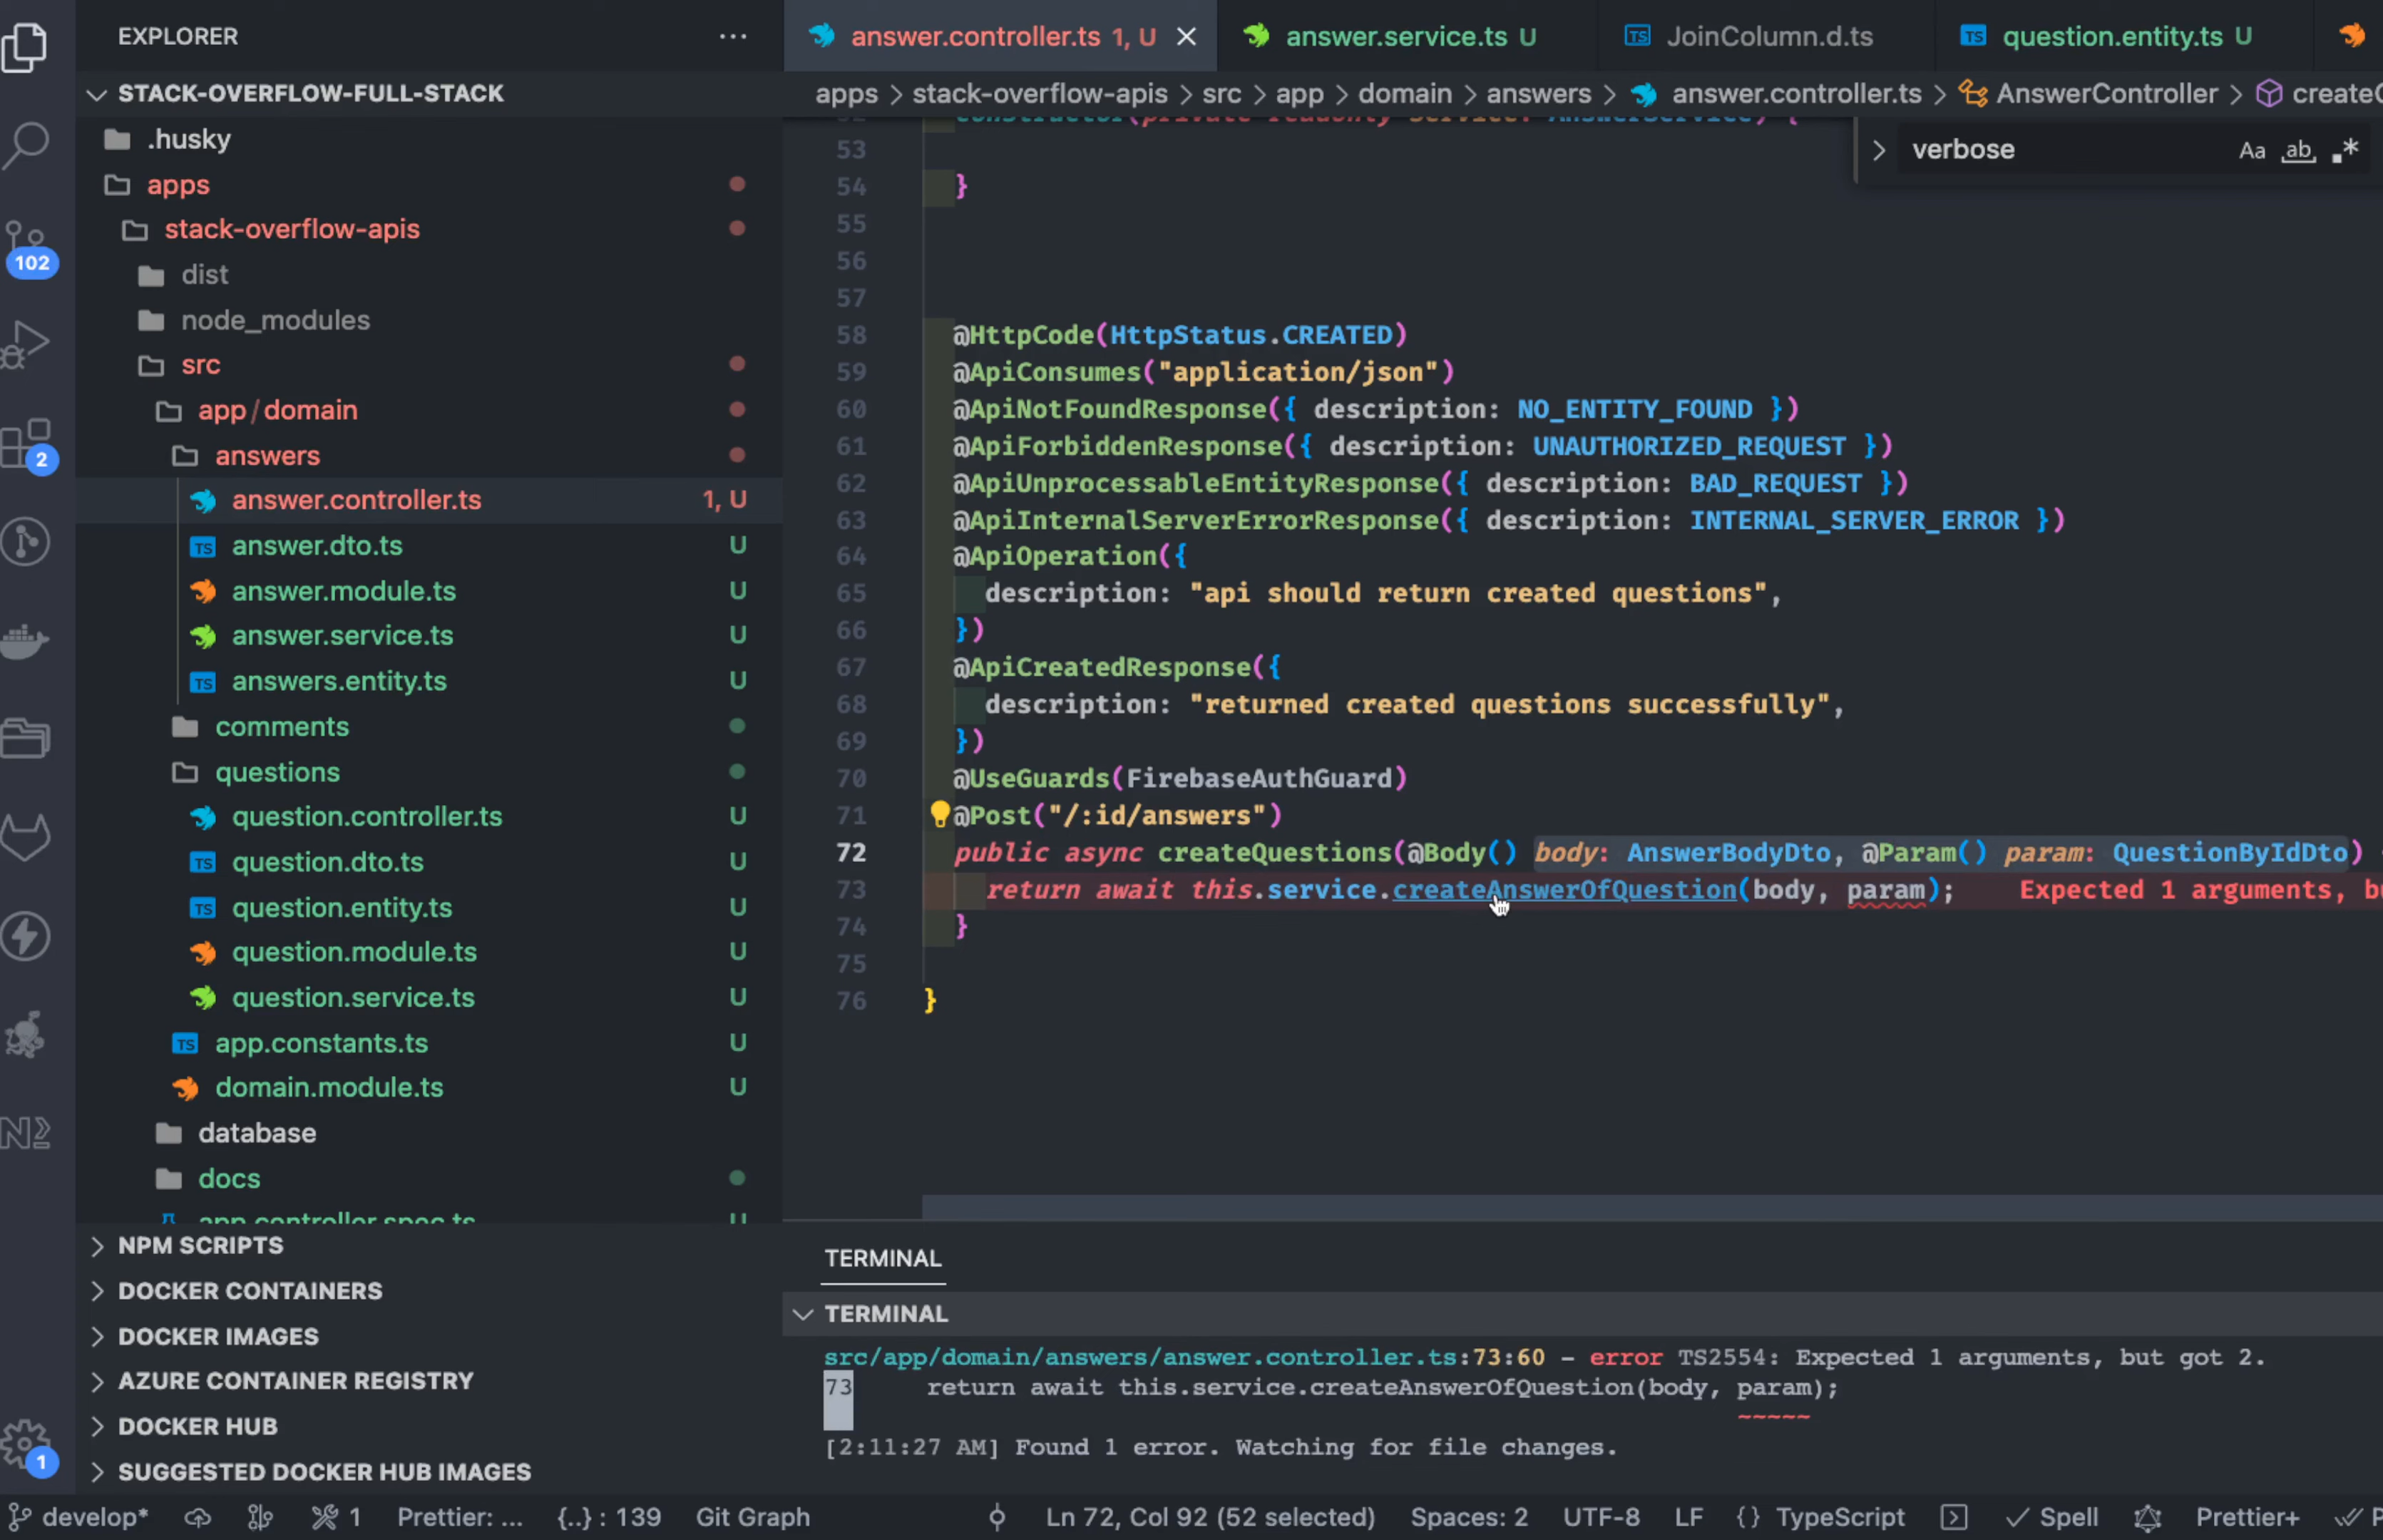 EXPLORER
answer.controller.ts 1, U
answer.service.ts U
JoinColumn.d.ts
question.entity.ts U
STACK-OVERFLOW-FULL-STACK
apps > stack-overflow-apis > src > app > domain > answers > answer.controller.ts > AnswerController >
verbose
Aa ab .*
.husky
apps
stack-overflow-apis
102
dist
node_modules
src
app / domain
answers
2
answer.controller.ts 1, U
answer.dto.ts U
answer.module.ts U
answer.service.ts U
answers.entity.ts U
comments
questions
question.controller.ts U
question.dto.ts U
question.entity.ts U
question.module.ts U
question.service.ts U
app.constants.ts U
domain.module.ts U
database
docs
NPM SCRIPTS
DOCKER CONTAINERS
DOCKER IMAGES
AZURE CONTAINER REGISTRY
DOCKER HUB
SUGGESTED DOCKER HUB IMAGES
1
53
54 }
55
56
57
58 @HttpCode(HttpStatus.CREATED)
59 @ApiConsumes("application/json")
60 @ApiNotFoundResponse({ description: NO_ENTITY_FOUND })
61 @ApiForbiddenResponse({ description: UNAUTHORIZED_REQUEST })
62 @ApiUnprocessableEntityResponse({ description: BAD_REQUEST })
63 @ApiInternalServerErrorResponse({ description: INTERNAL_SERVER_ERROR })
64 @ApiOperation({
65 description: "api should return created questions",
66 })
67 @ApiCreatedResponse({
68 description: "returned created questions successfully",
69 })
70 @UseGuards(FirebaseAuthGuard)
71 @Post("/:id/answers")
72 public async createQuestions(@Body() body: AnswerBodyDto, @Param() param: QuestionByIdDto)
73 return await this.service.createAnswerOfQuestion(body, param); Expected 1 arguments,
74 }
75
76 }
TERMINAL
TERMINAL
src/app/domain/answers/answer.controller.ts:73:60 - error TS2554: Expected 1 arguments, but got 2.
73 return await this.service.createAnswerOfQuestion(body, param);
~~~~~
[2:11:27 AM] Found 1 error. Watching for file changes.
develop* 1 Prettier: ... {..} : 139 Git Graph Ln 72, Col 92 (52 selected) Spaces: 2 UTF-8 LF {} TypeScript Spell Prettier+